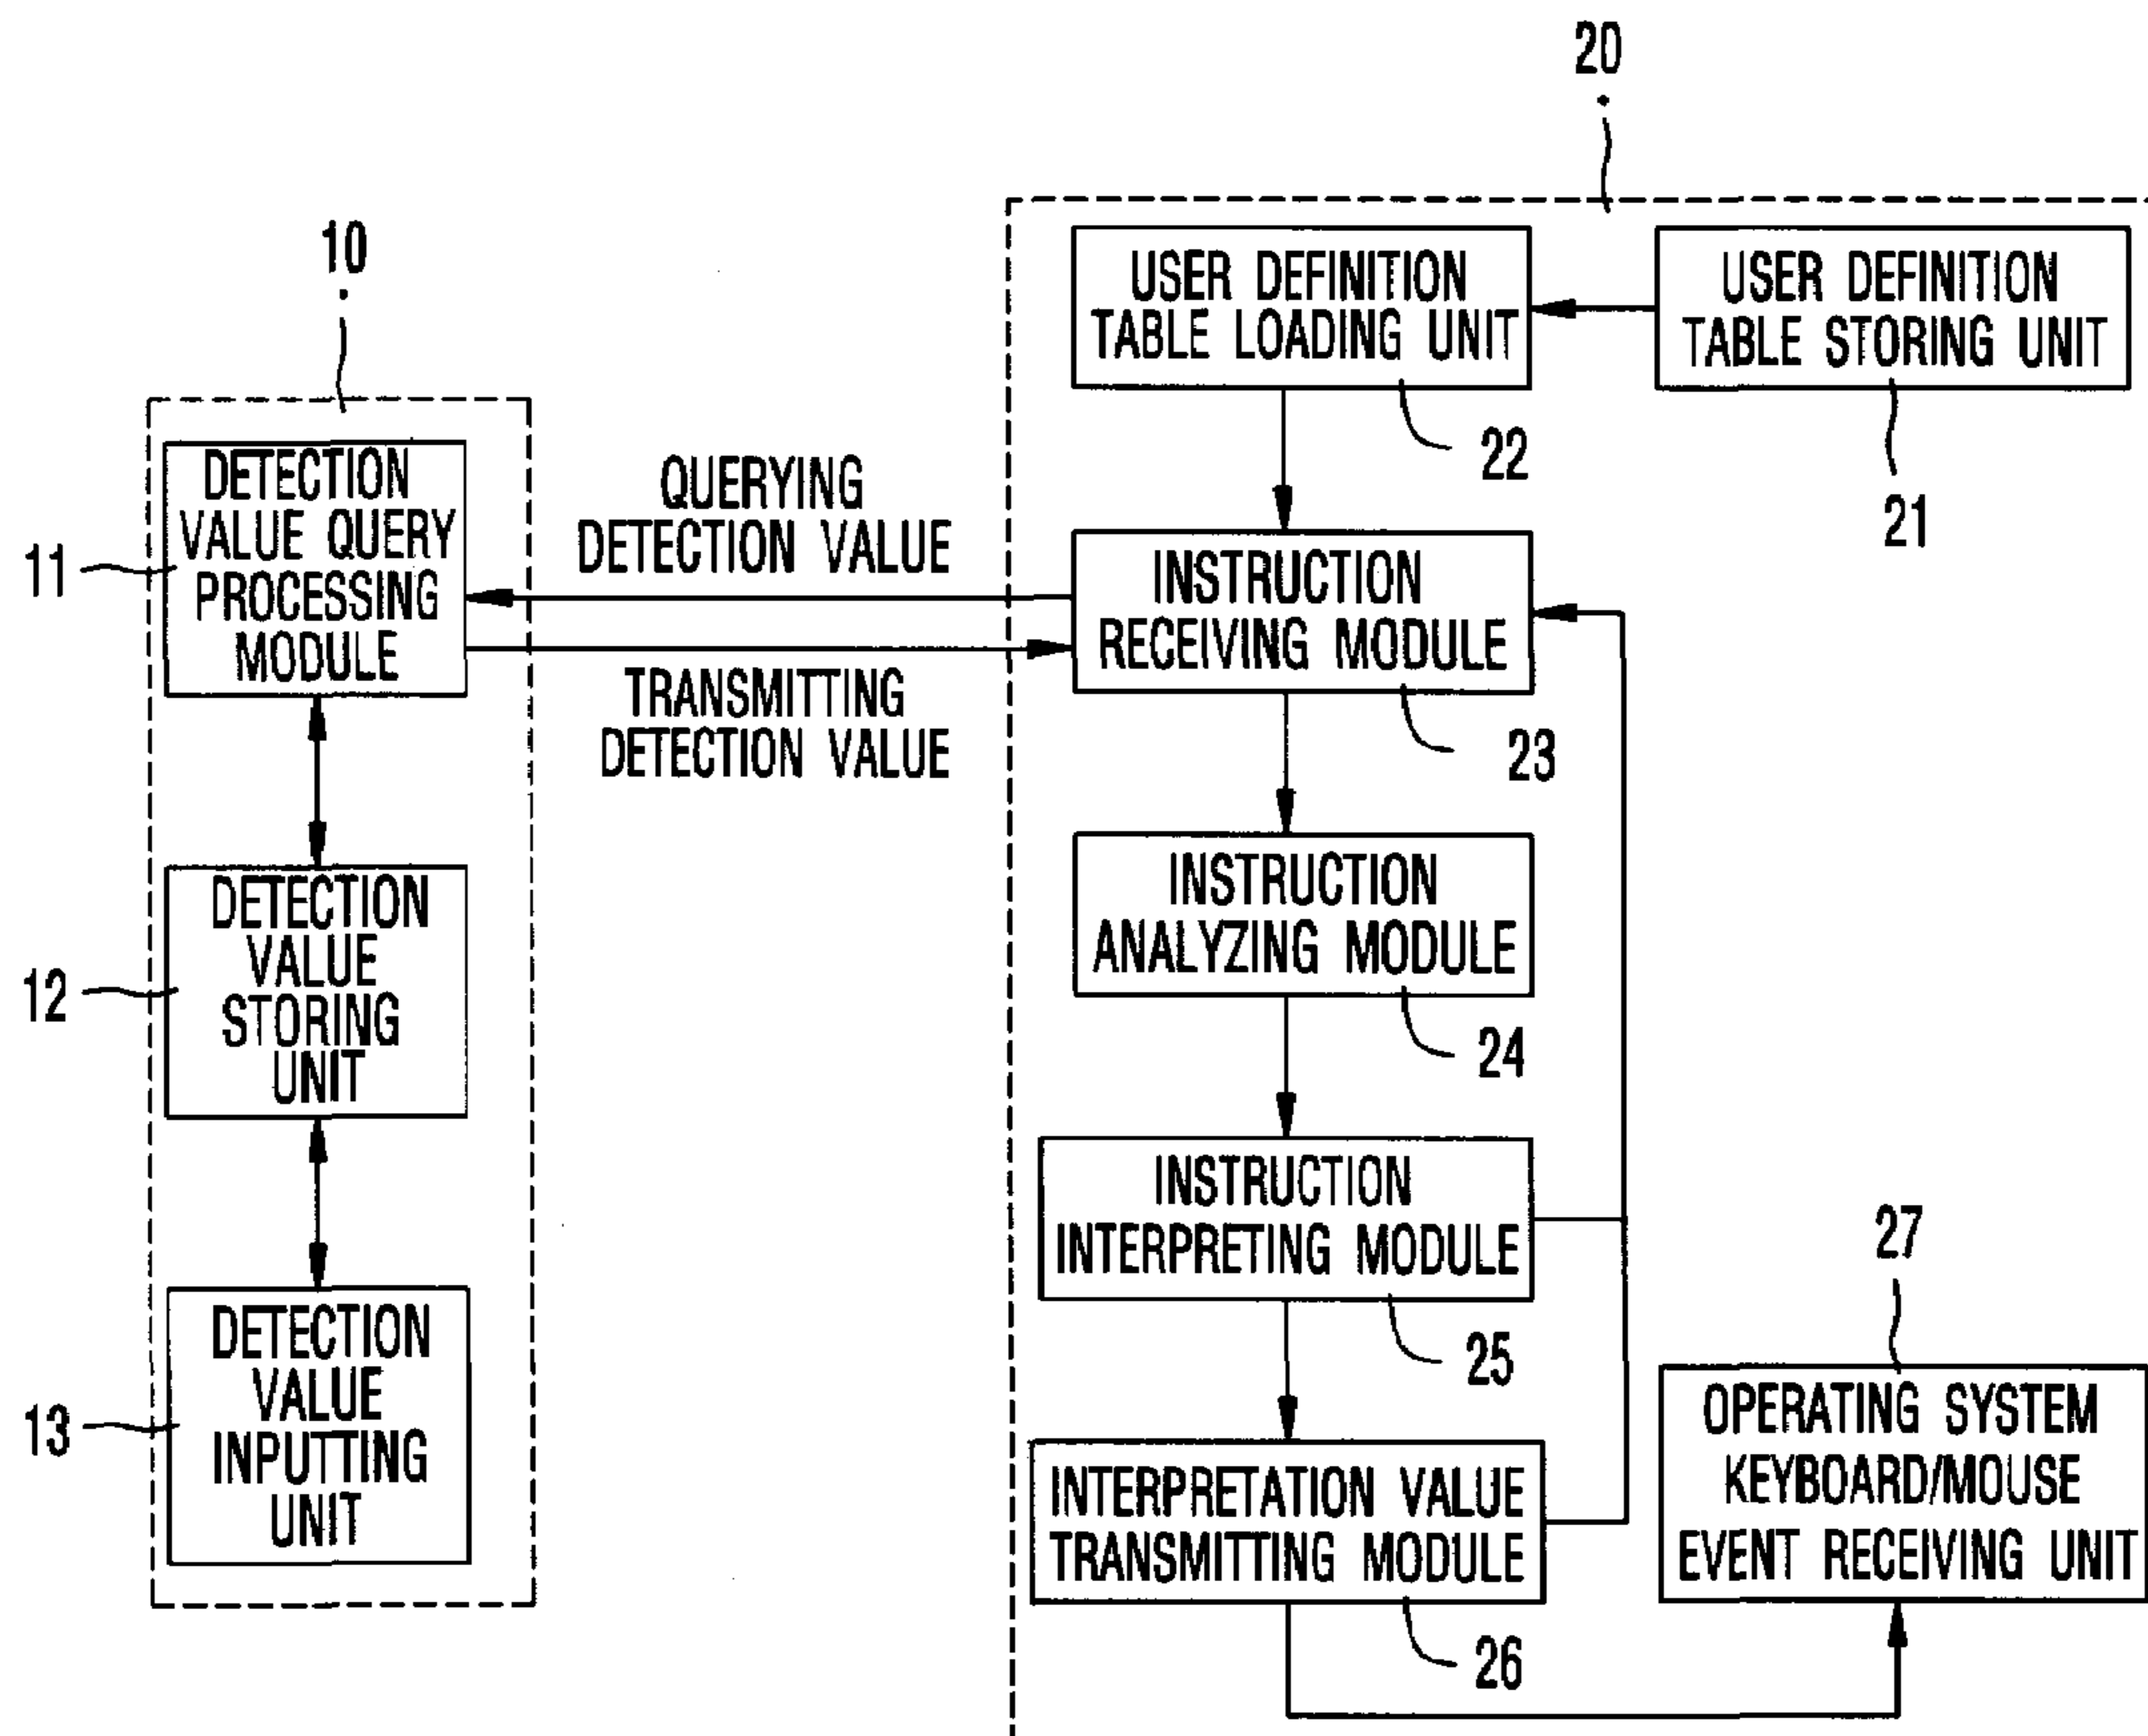 20
10
USER DEFINITION
TABLE LOADING UNIT
USER DEFINITION
TABLE STORING UNIT
22
21
DETECTION
VALUE QUERY
PROCESSING
MODULE
11
QUERYING
DETECTION VALUE
TRANSMITTING
DETECTION VALUE
INSTRUCTION
RECEIVING MODULE
23
DETECTION
VALUE
STORING
UNIT
12
INSTRUCTION
ANALYZING MODULE
24
INSTRUCTION
INTERPRETING MODULE
25
27
DETECTION
VALUE
INPUTTING
UNIT
13
INTERPRETATION VALUE
TRANSMITTING MODULE
26
OPERATING SYSTEM
KEYBOARD/MOUSE
EVENT RECEIVING UNIT